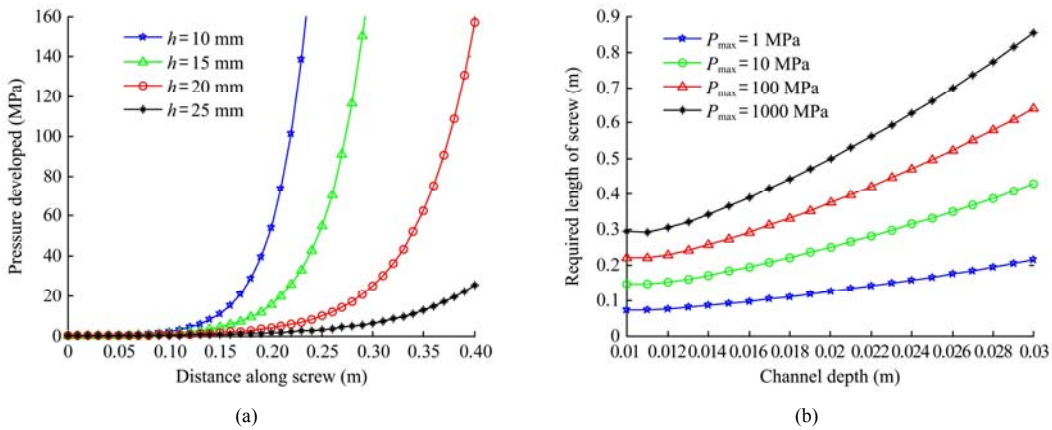 160
140
120
100
80
60
40
20
0
Pressure developed (MPa)
h = 10 mm
h = 15 mm
h = 20 mm
h = 25 mm
0 0.05 0.10 0.15 0.20 0.25 0.30 0.35 0.40
Distance along screw (m)
(a)
0.9
0.8
0.7
0.6
0.5
0.4
0.3
0.2
0.1
0
Required length of screw (m)
Pmax = 1 MPa
Pmax = 10 MPa
Pmax = 100 MPa
Pmax = 1000 MPa
0.01 0.012 0.014 0.016 0.018 0.02 0.022 0.024 0.026 0.028 0.03
Channel depth (m)
(b)